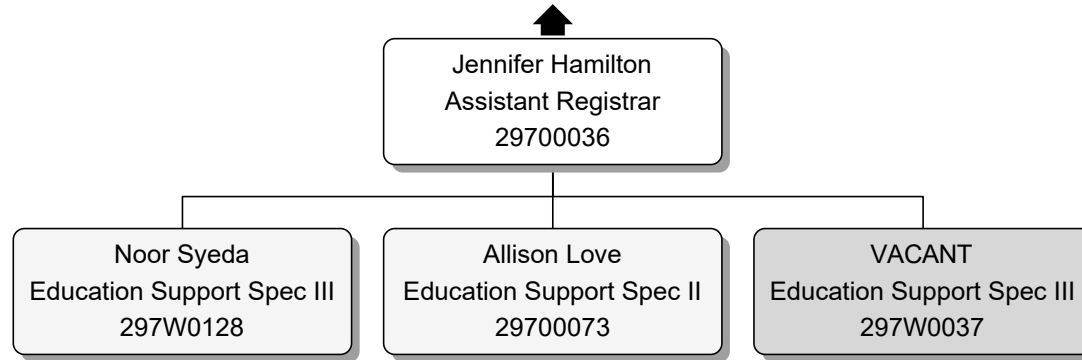 Jennifer Hamilton
Assistant Registrar
29700036
Noor Syeda
Education Support Spec III
297W0128
Allison Love
Education Support Spec II
29700073
VACANT
Education Support Spec III
297W0037